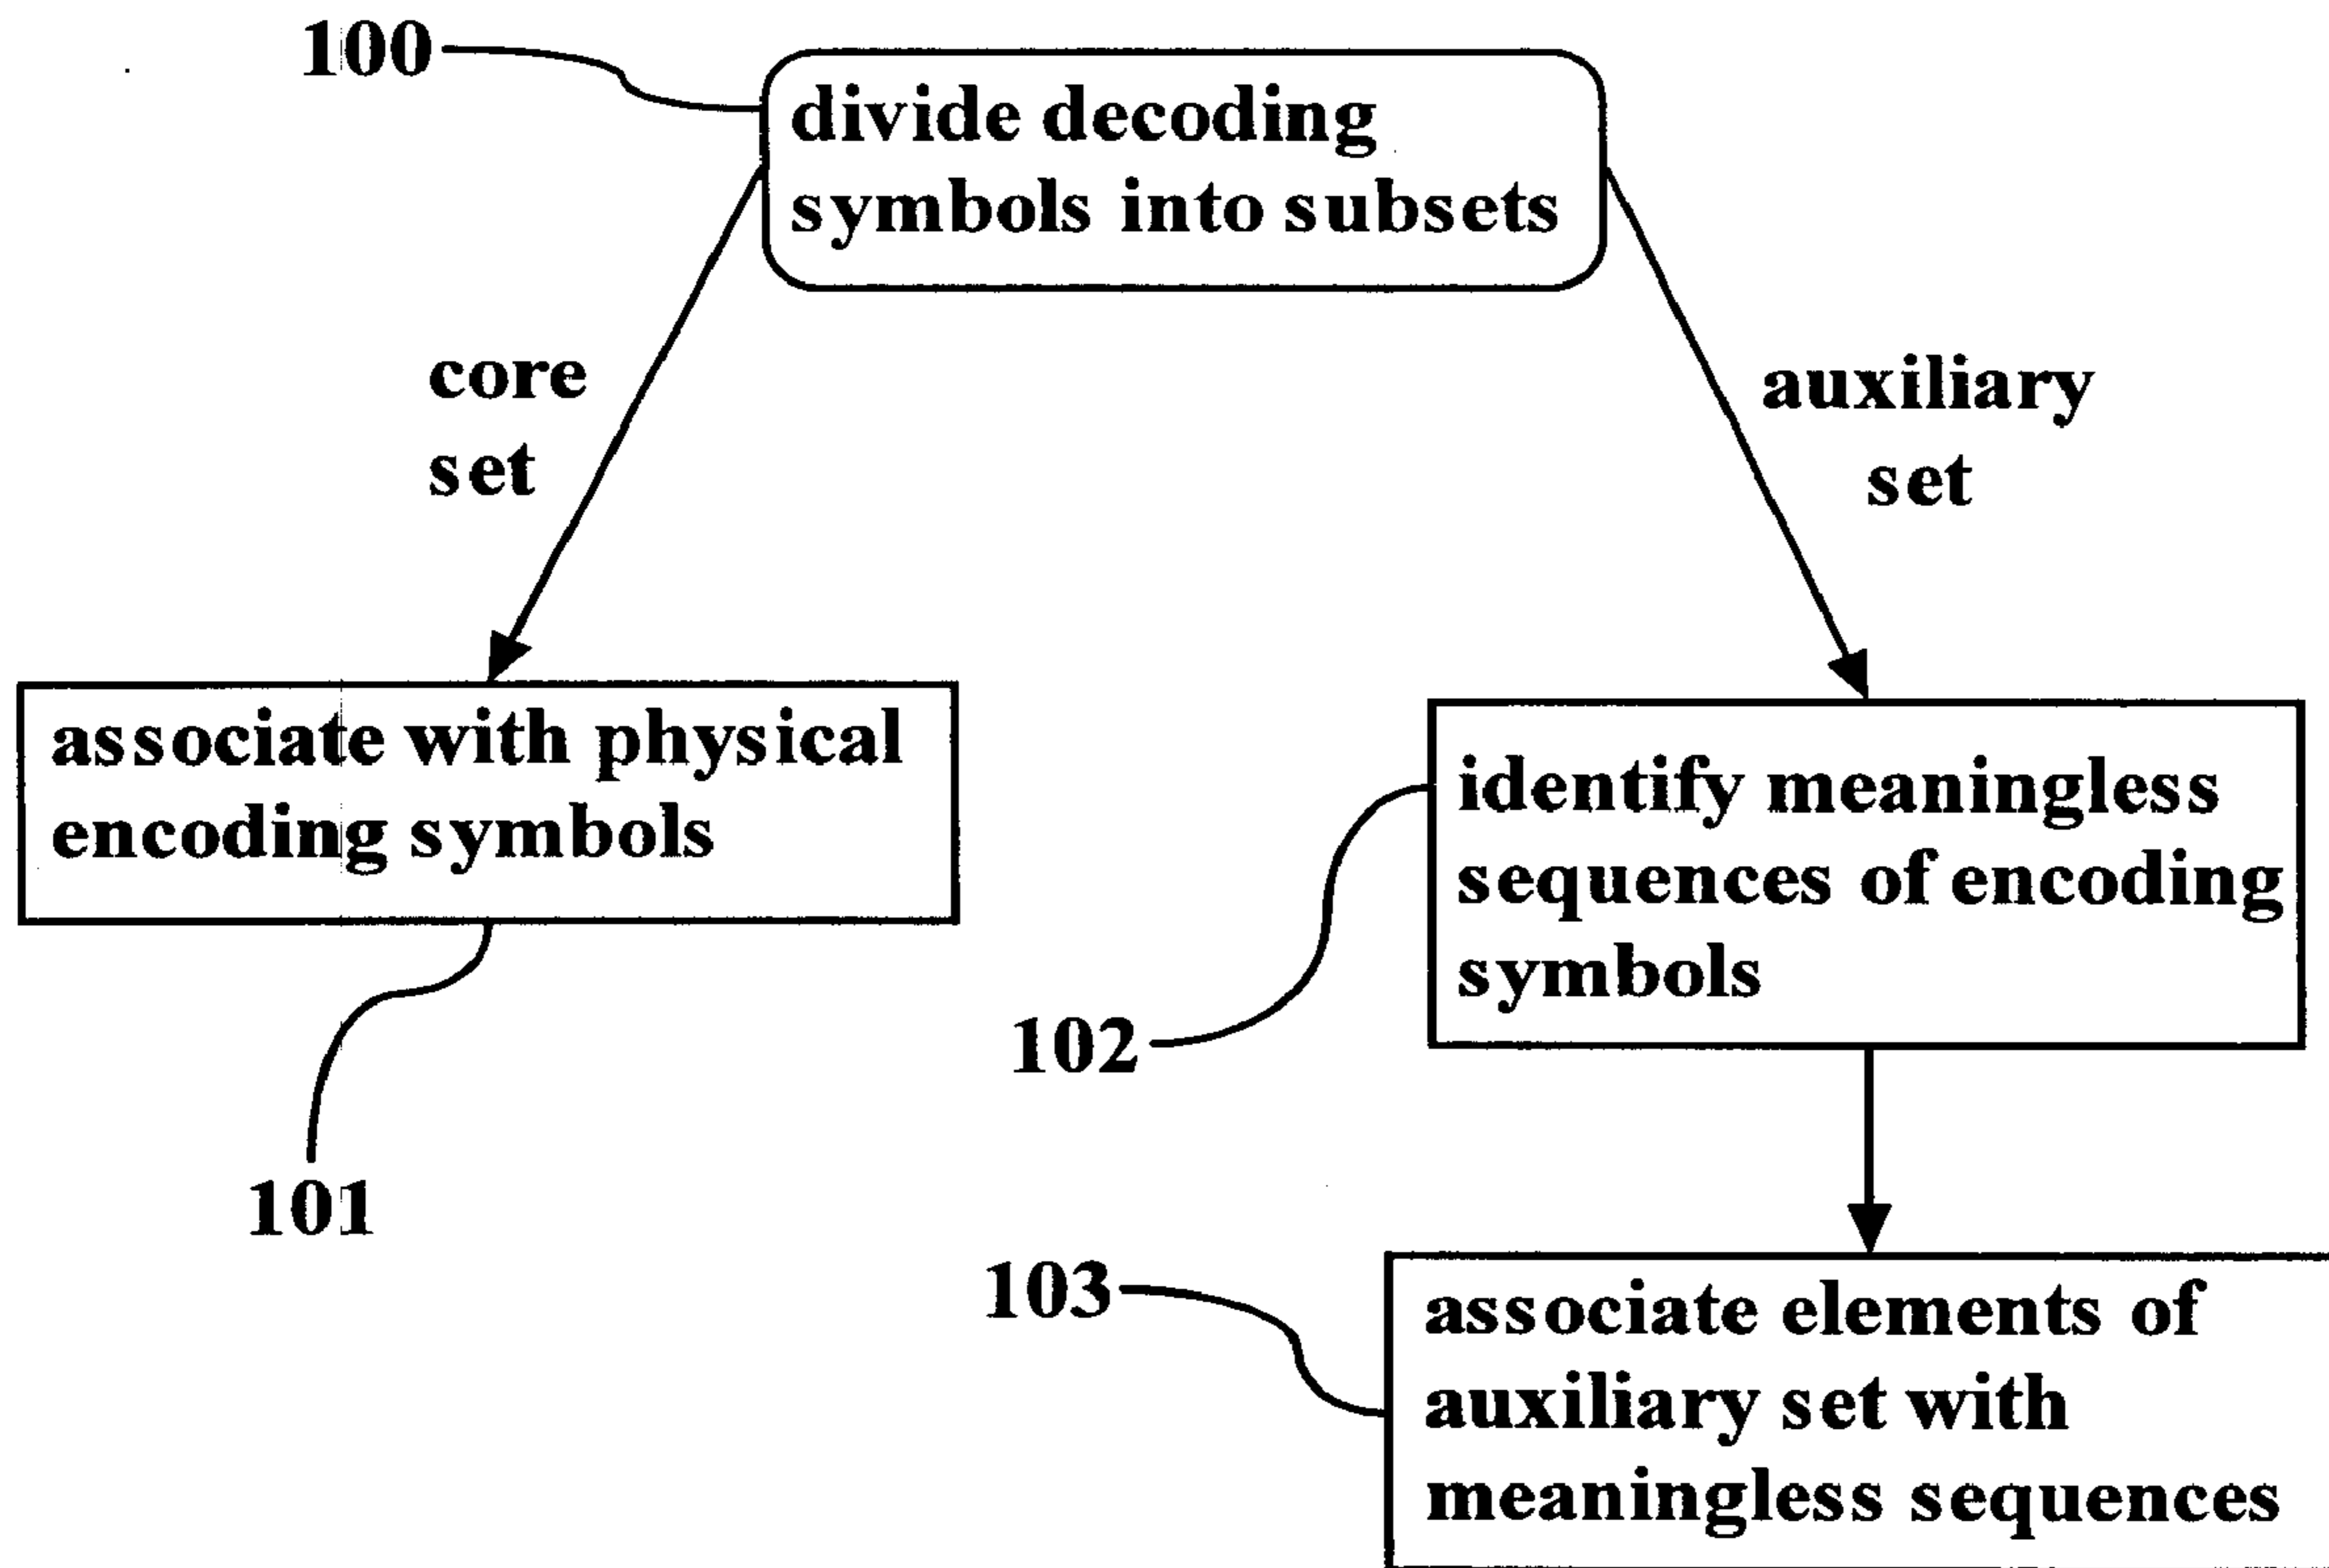 100
divide decoding
symbols into subsets
core
set
auxiliary
set
associate with physical
encoding symbols
identify meaningless
sequences of encoding
symbols
102
101
103
associate elements of
auxiliary set with
meaningless sequences